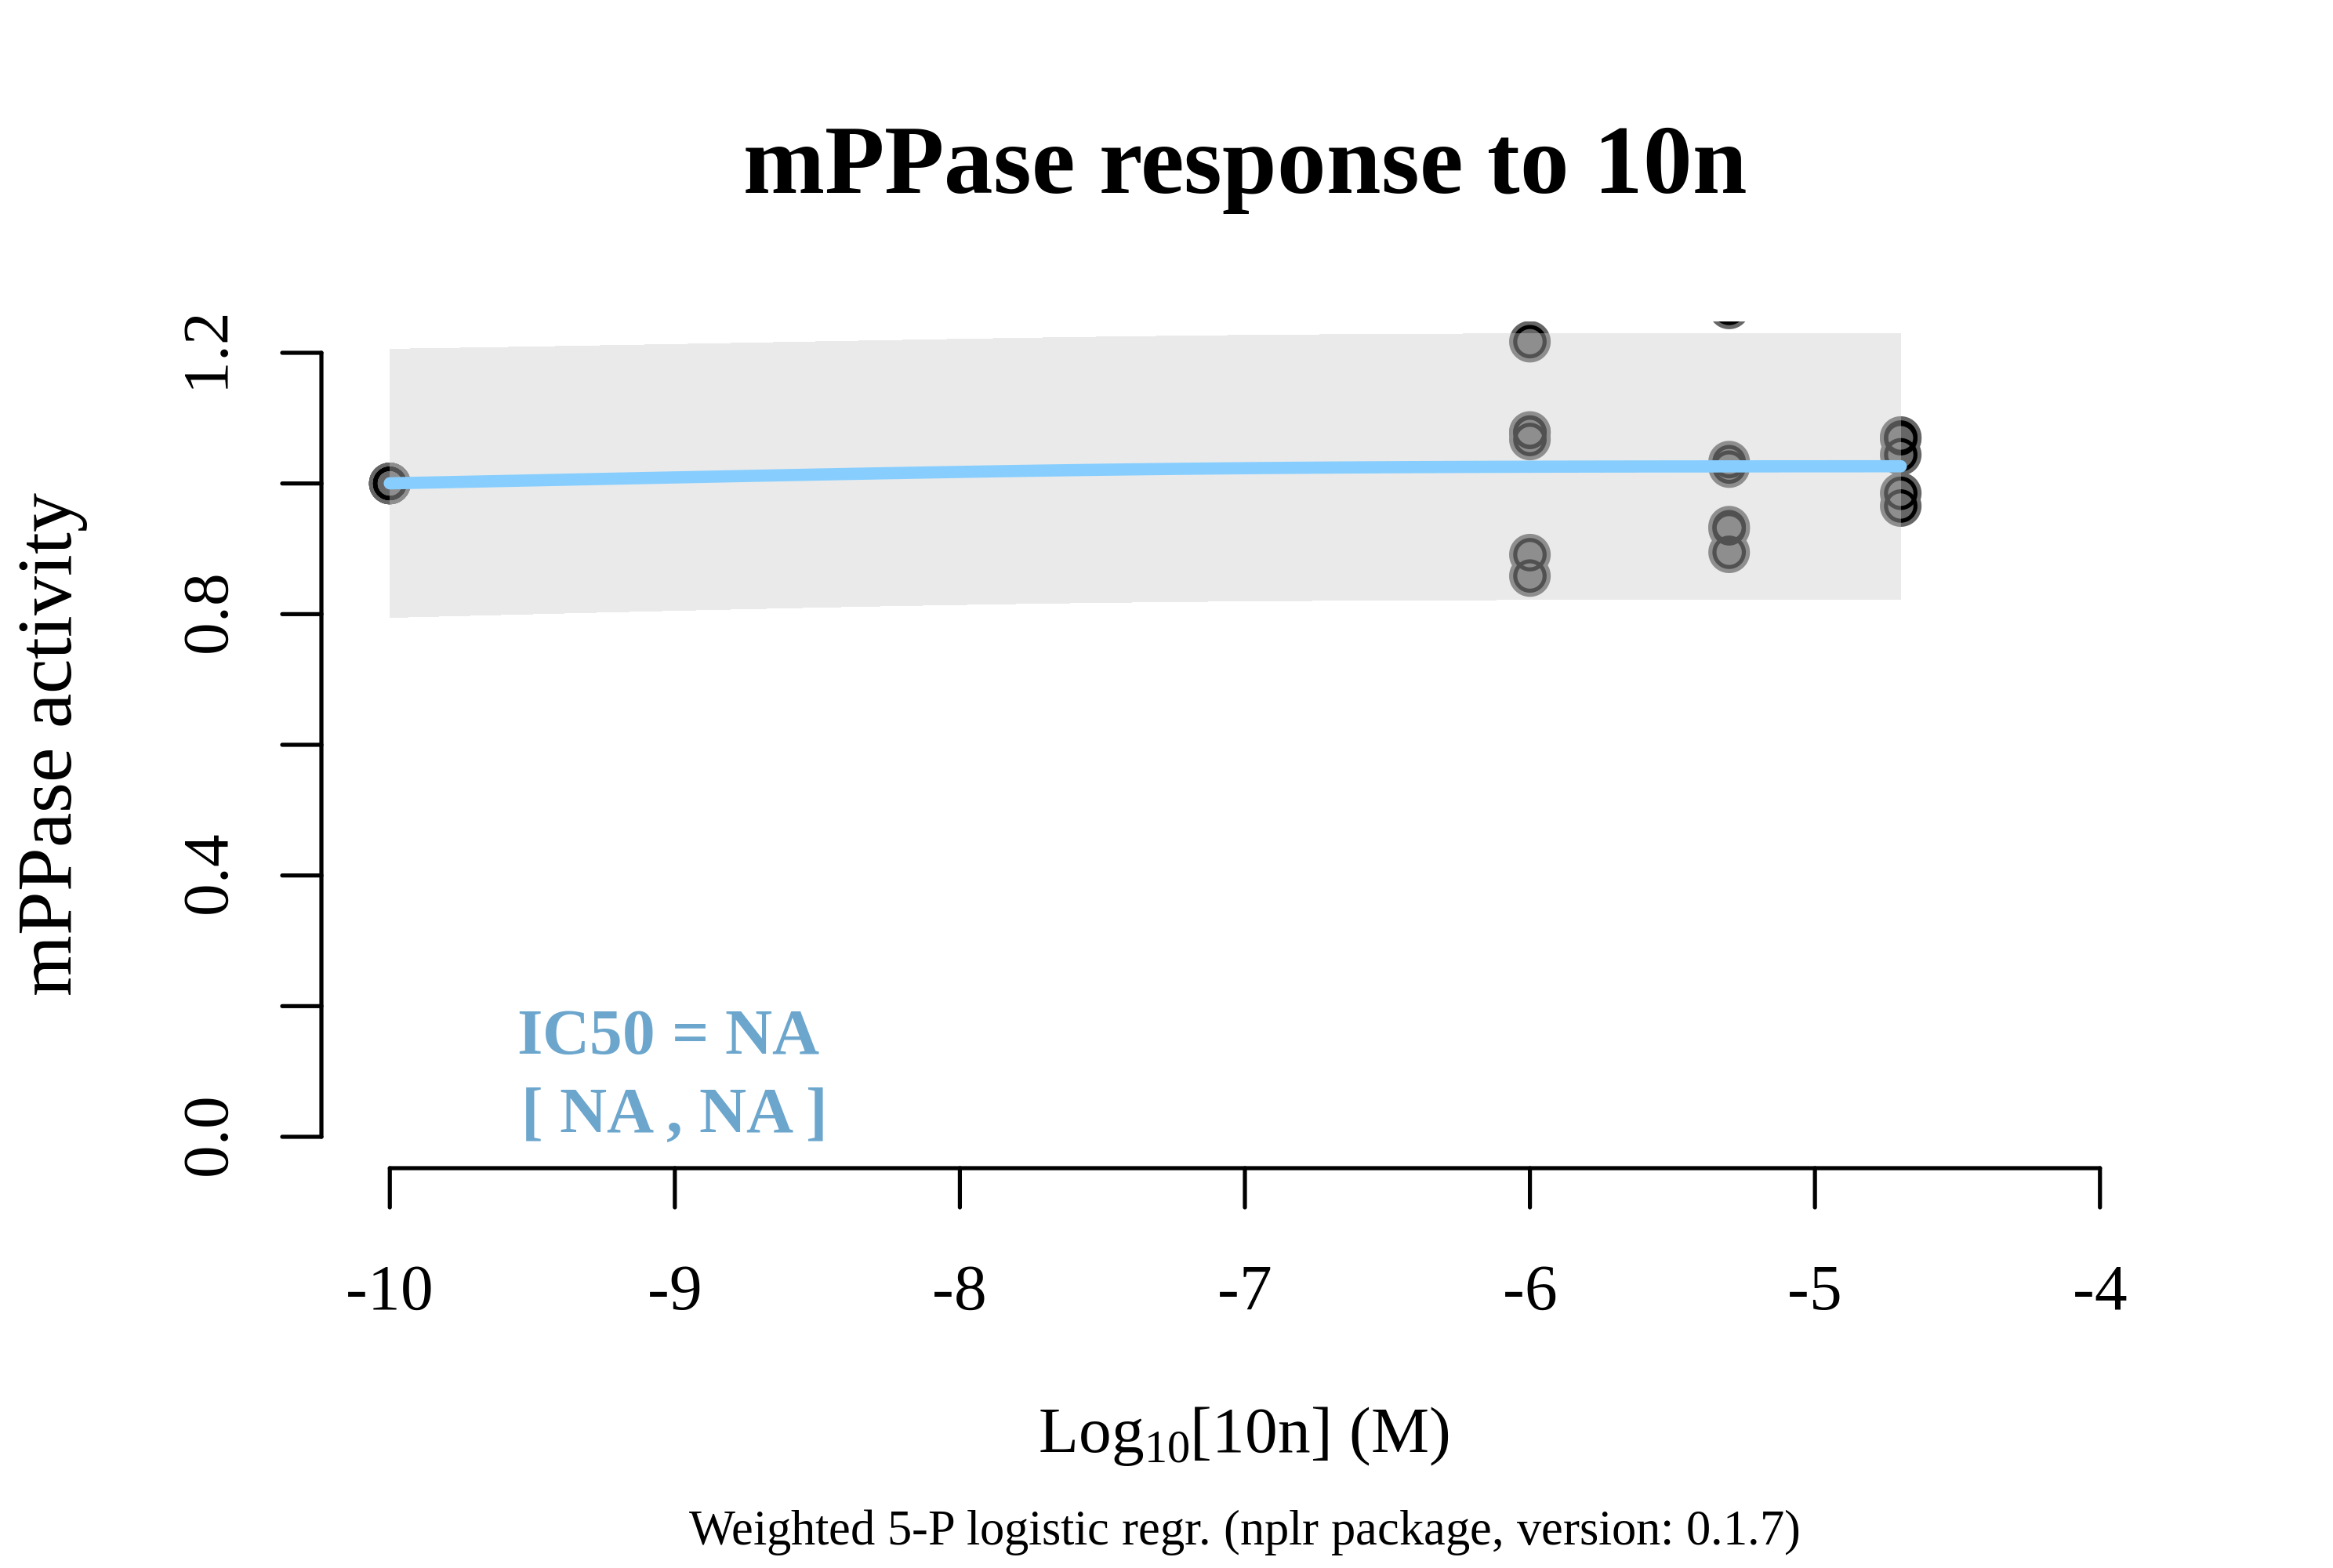 mPPase response to 10n
mPPase activity
1.2
0.8
0.4
0.0
IC50 = NA
[ NA , NA ]
-10 -9 -8 -7 -6 -5 -4
Log10[10n] (M)
Weighted 5-P logistic regr. (nplr package, version: 0.1.7)